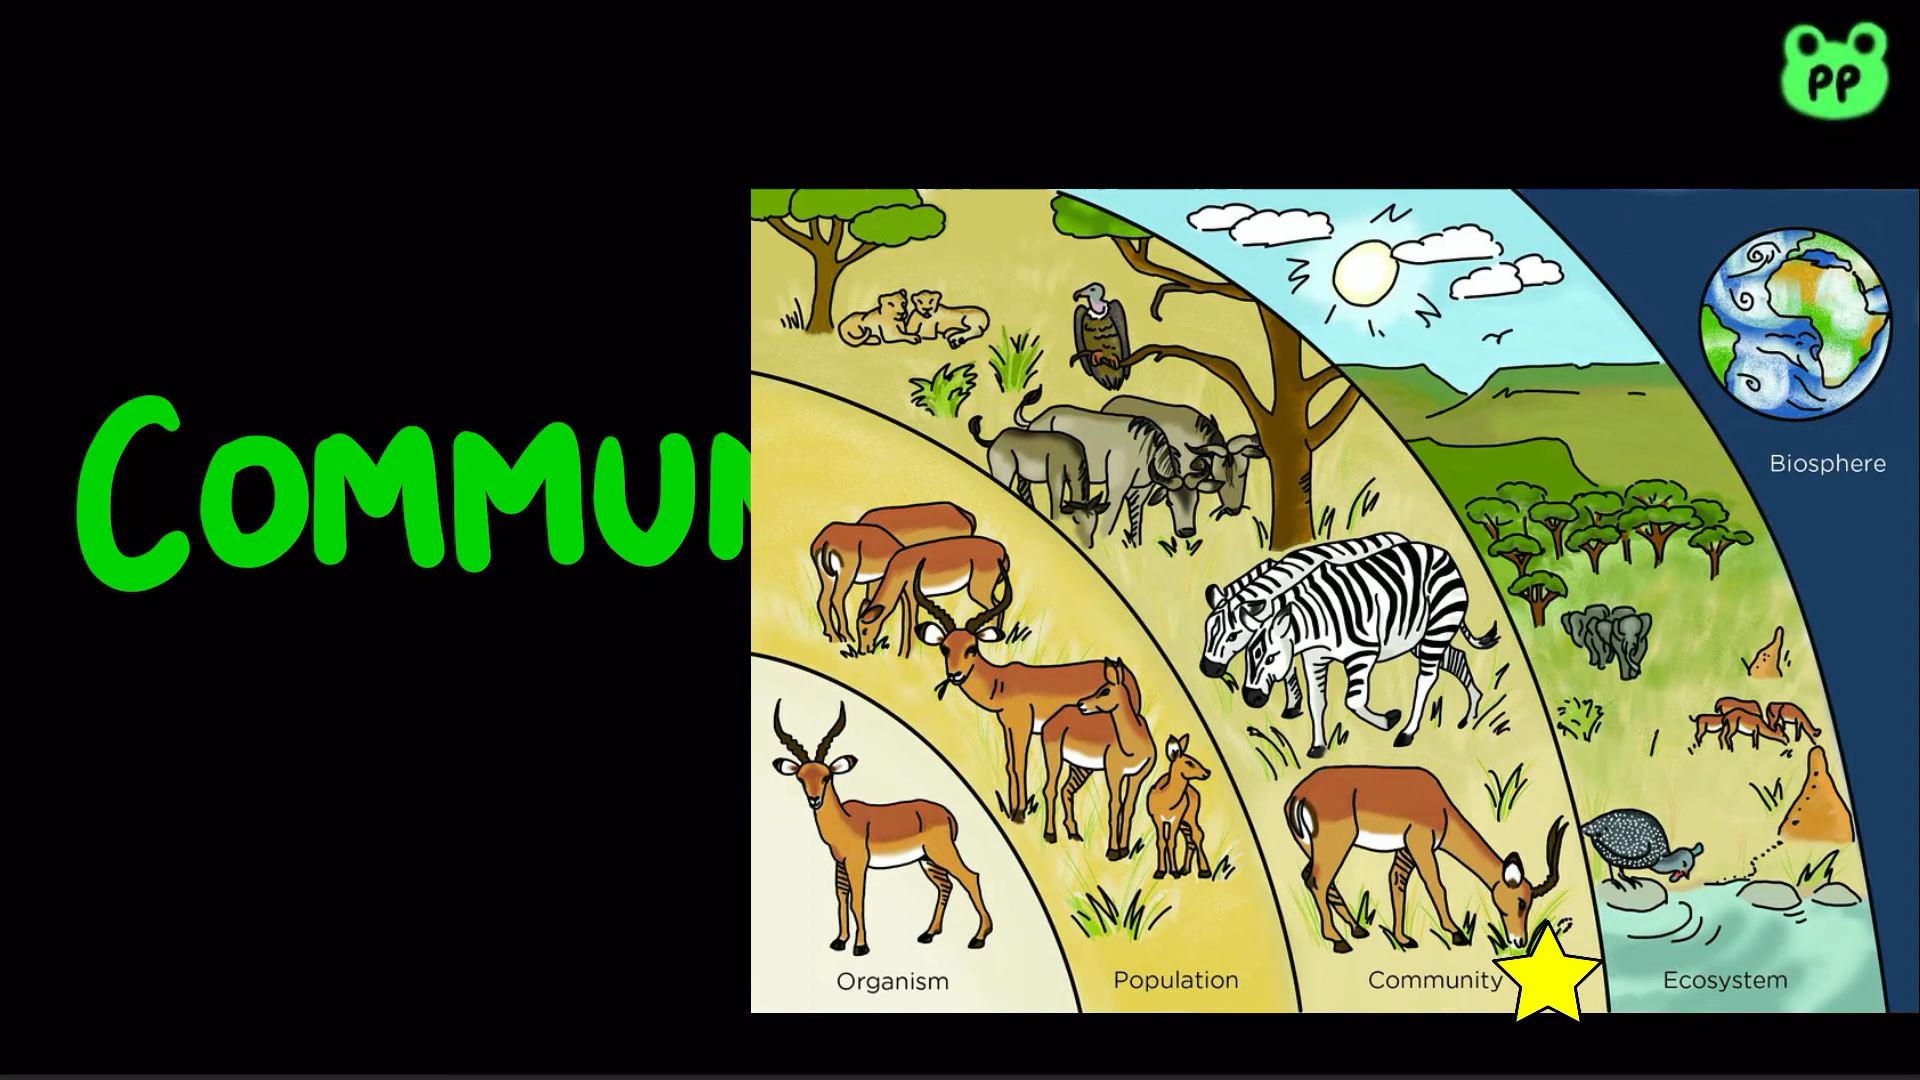 PP
COMMUN
Biosphere
Organism
Population
Community
Ecosystem